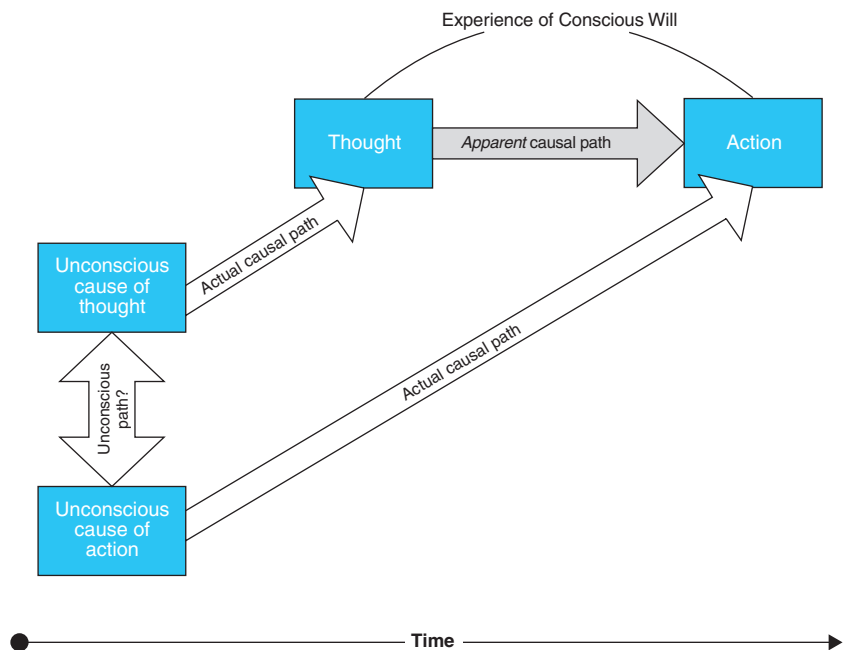 Experience of Conscious Will
Thought
Apparent causal path
Action
Actual causal path
Unconscious
cause of
thought
Actual causal path
Unconscious
path?
Unconscious
cause of
action
Time